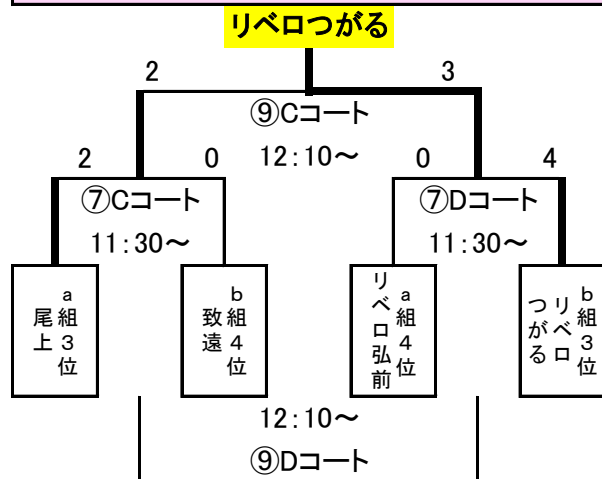 リベロつがる
2 3
⑨Cコート
12:10～
2 0 0 4
⑦Cコート ⑦Dコート
11:30～ 11:30～
a組3位
尾上
b組4位
致遠
a組4位
リベロ弘前
b組3位
リベロ
つがる
12:10～
⑨Dコート